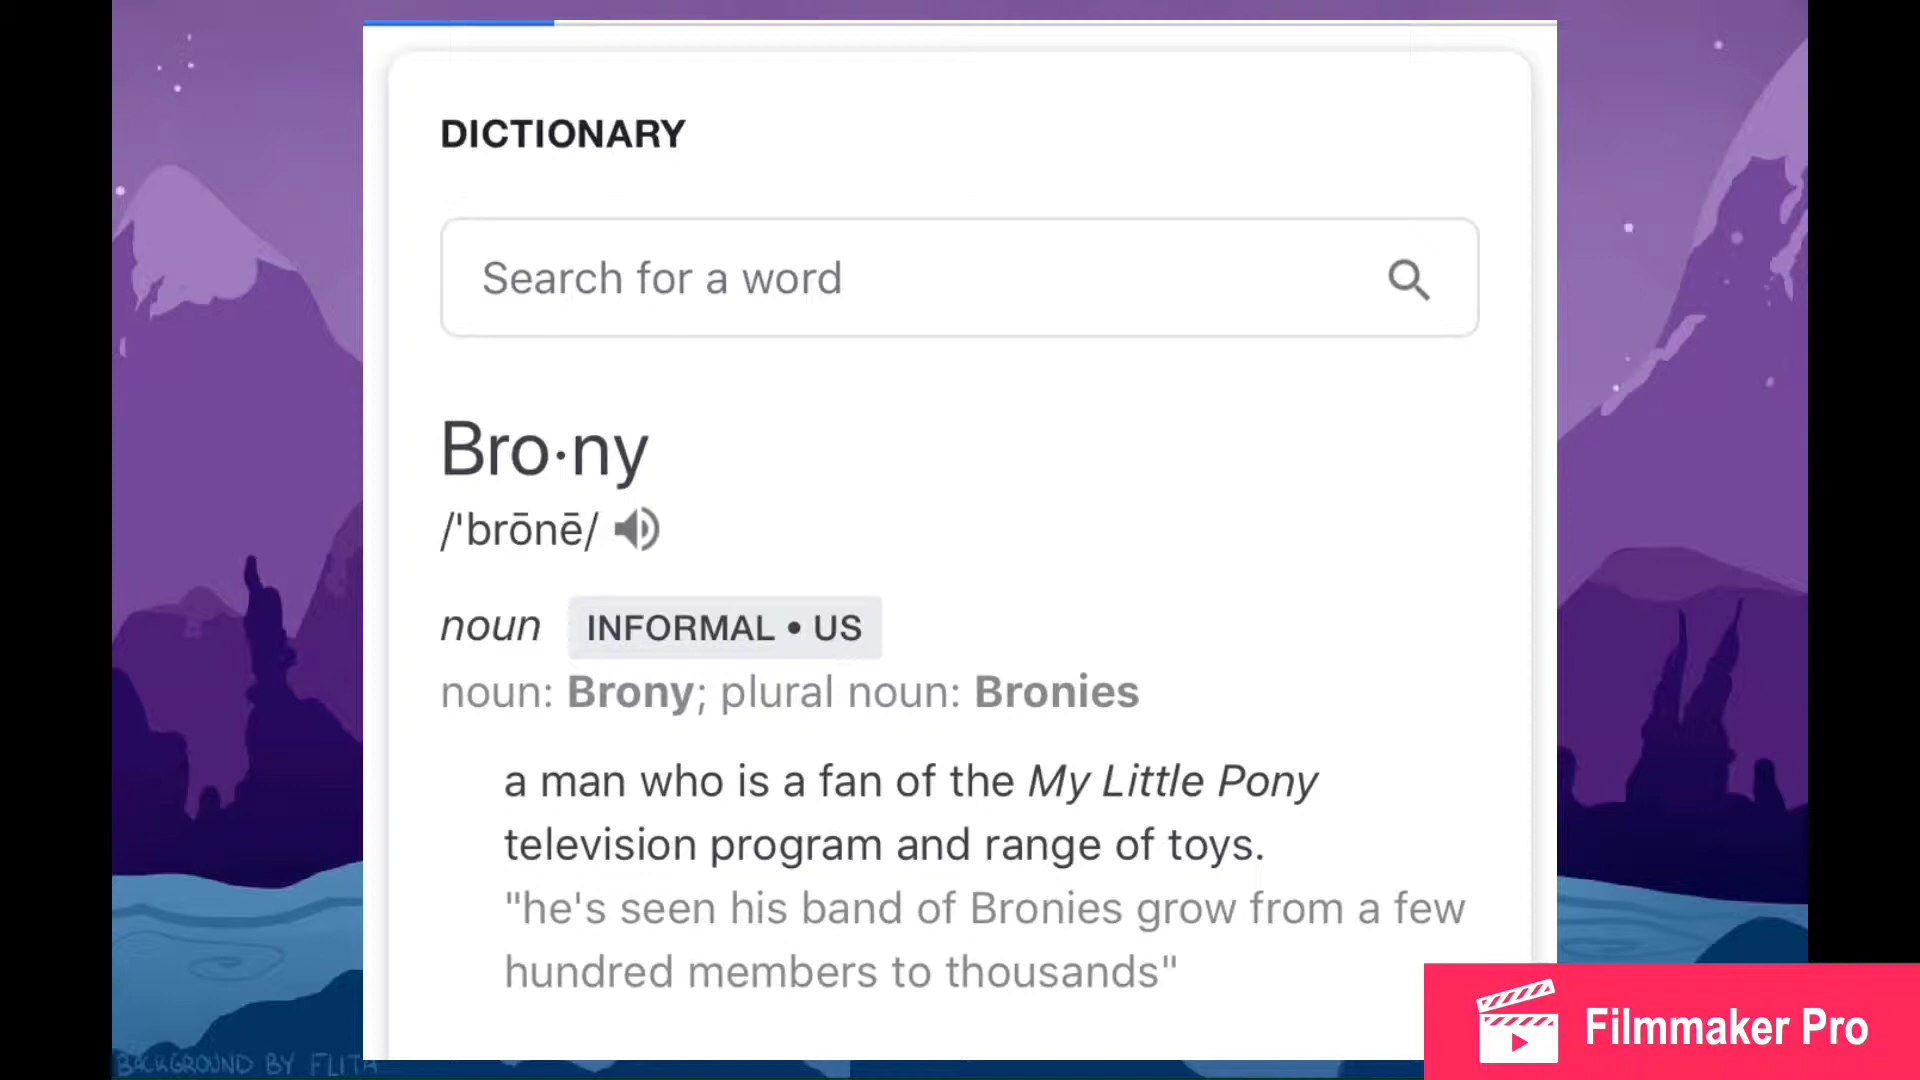 DICTIONARY
Search for a word
Bro·ny
/ˈbrōnē/
noun INFORMAL • US
noun: Brony; plural noun: Bronies
a man who is a fan of the My Little Pony
television program and range of toys.
"he's seen his band of Bronies grow from a few
hundred members to thousands"
Filmmaker Pro
BACKGROUND BY FLITA